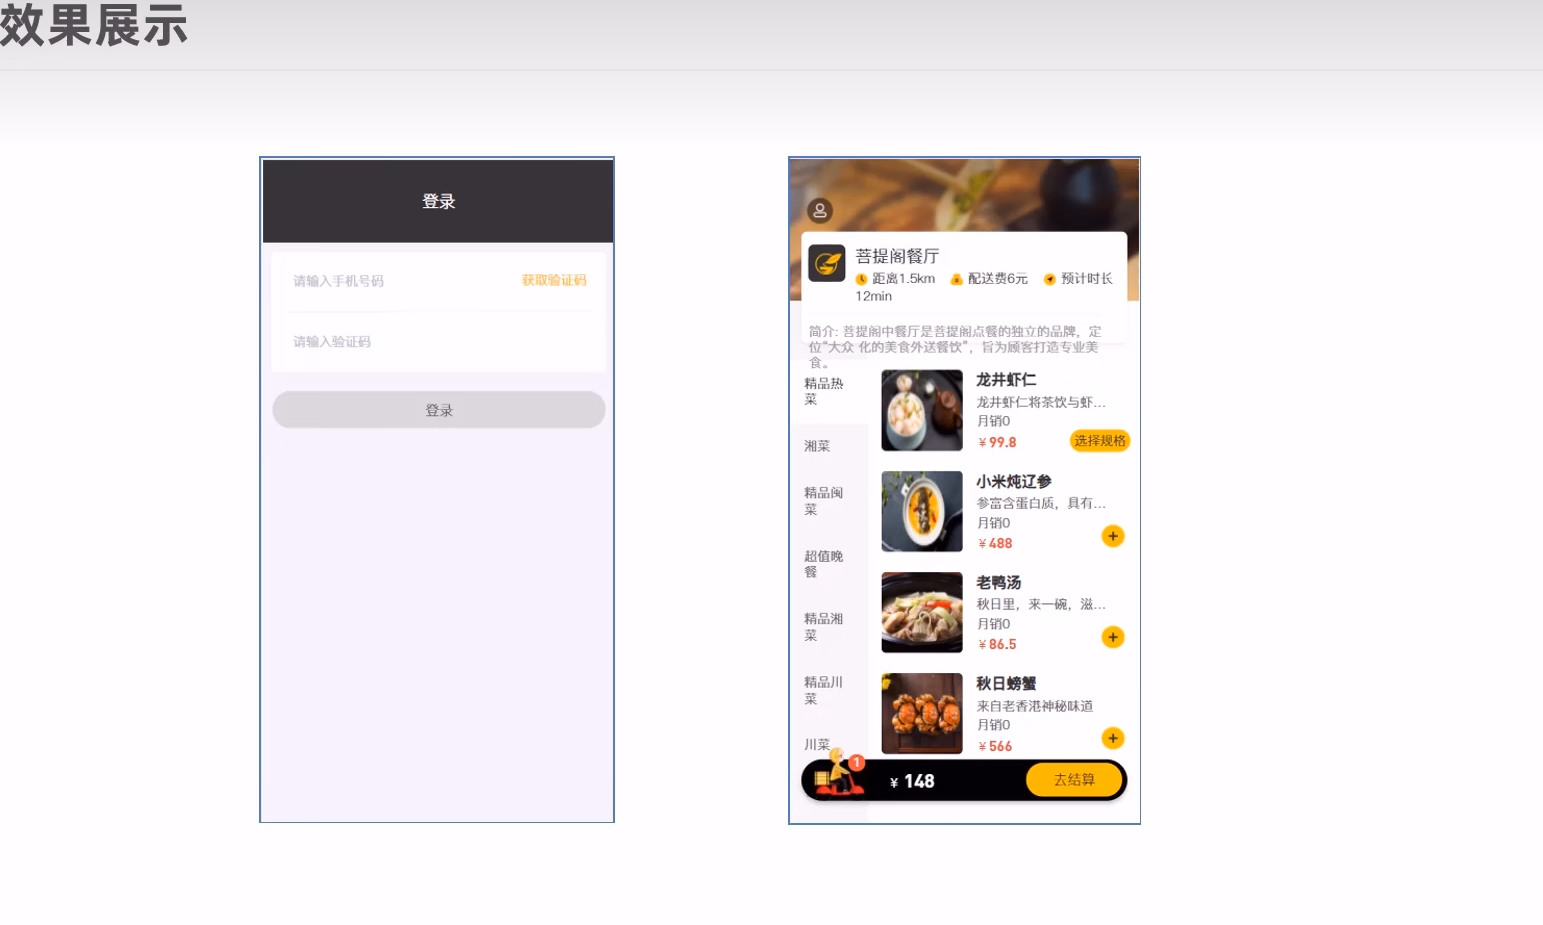 效果展示
登录
请输入手机号码 获取验证码
请输入验证码
登录
菩提阁餐厅
距离1.5km 配送费6元 预计时长
12min
简介: 菩提阁中餐厅是菩提阁点餐的独立的品牌，定
位“大众 化的美食外送餐饮”，旨为顾客打造专业美
食。
精品热
菜
湘菜
精品闽
菜
超值晚
餐
精品湘
菜
精品川
菜
川菜
龙井虾仁
龙井虾仁将茶饮与虾...
月销0
¥99.8 选择规格
小米炖辽参
参富含蛋白质，具有...
月销0
¥488
老鸭汤
秋日里，来一碗，滋...
月销0
¥86.5
秋日螃蟹
来自老香港神秘味道
月销0
¥566
1
¥ 148 去结算